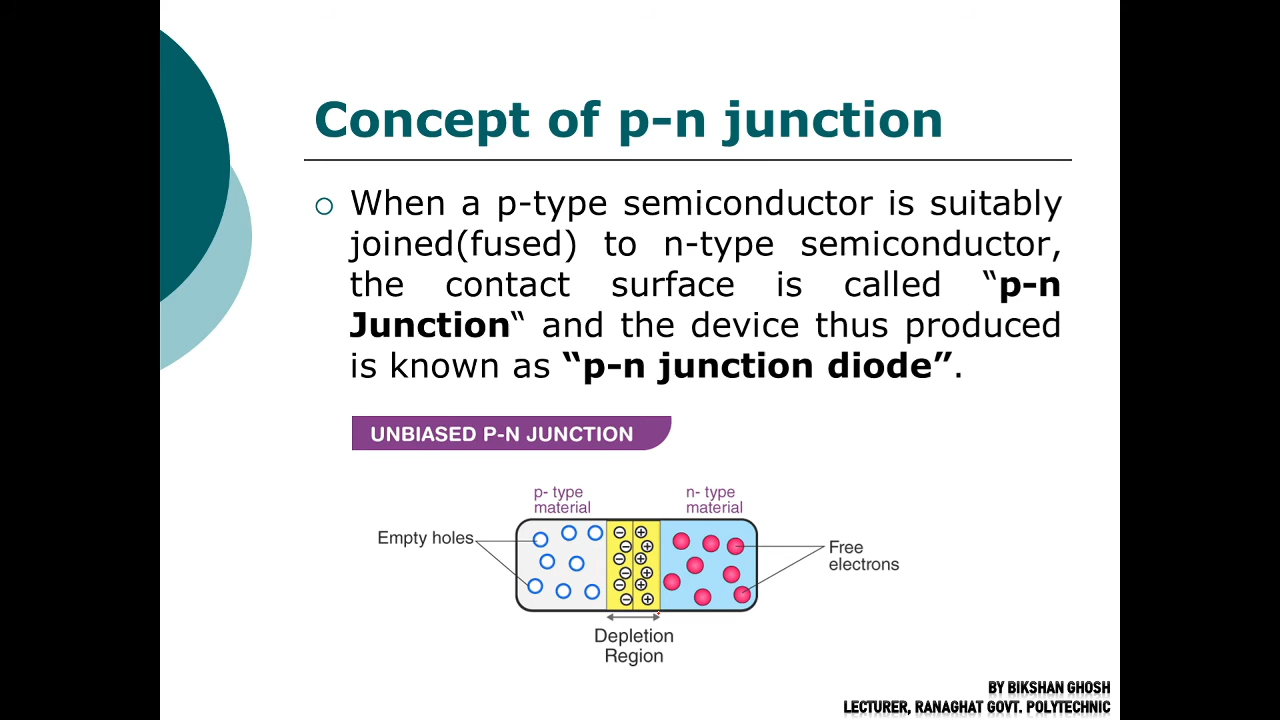 Concept of p-n junction
When a p-type semiconductor is suitably
joined(fused) to n-type semiconductor,
the contact surface is called “p-n
Junction“ and the device thus produced
is known as “p-n junction diode”.
UNBIASED P-N JUNCTION
p- type
material
n- type
material
Empty holes
Free
electrons
Depletion
Region
BY BIKSHAN GHOSH
LECTURER, RANAGHAT GOVT. POLYTECHNIC